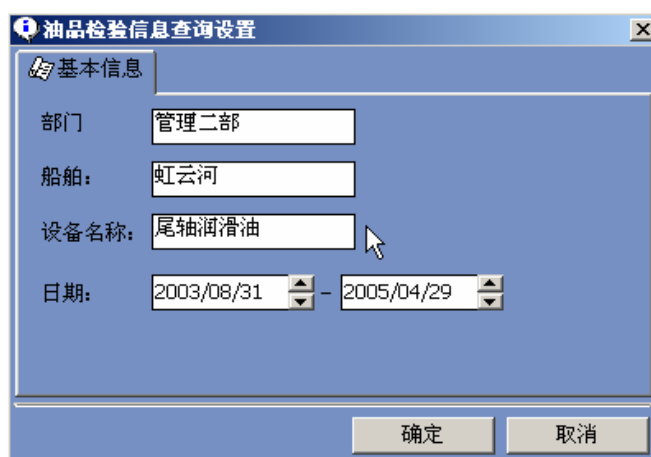 油品检验信息查询设置
基本信息
部门 管理二部
船舶: 虹云河
设备名称: 尾轴润滑油
日期: 2003/08/31 - 2005/04/29
确定 取消